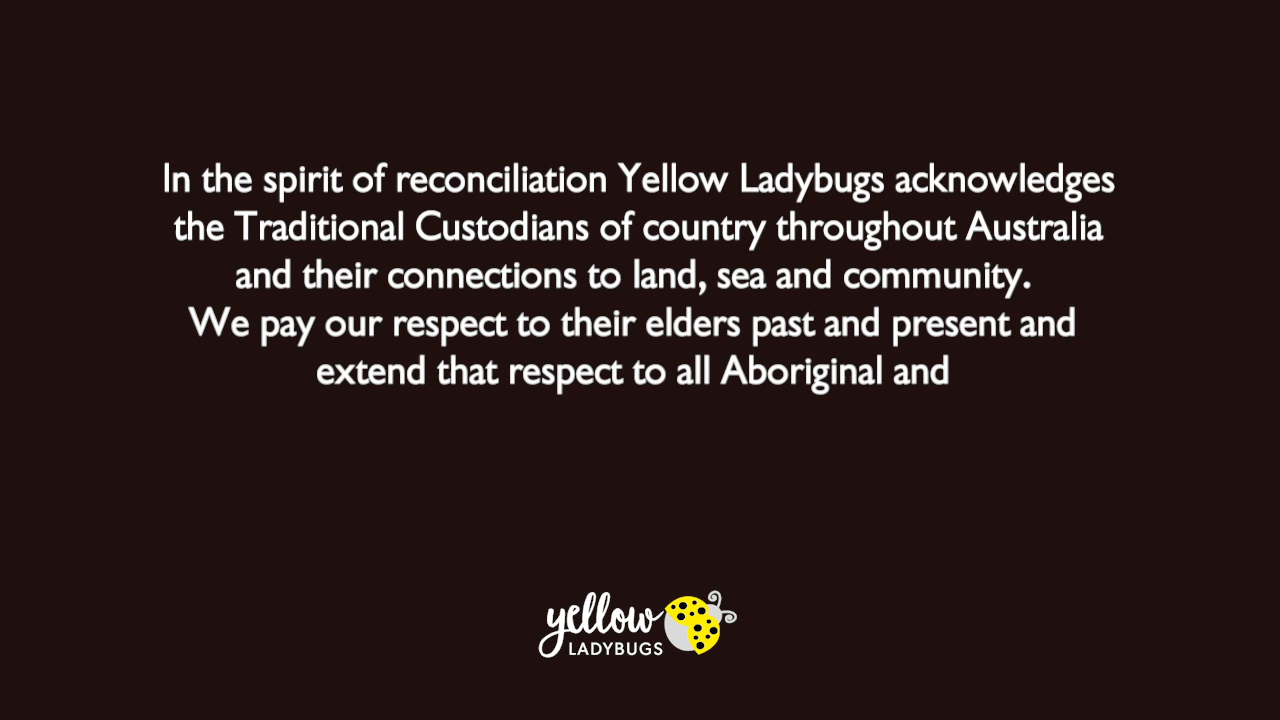 In the spirit of reconciliation Yellow Ladybugs acknowledges
the Traditional Custodians of country throughout Australia
and their connections to land, sea and community.
We pay our respect to their elders past and present and
extend that respect to all Aboriginal and
yellow
LADYBUGS